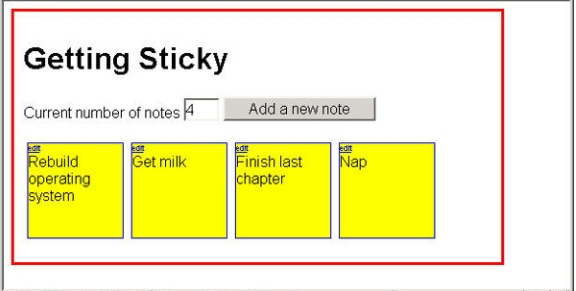 Getting Sticky
Current number of notes 4 Add a new note
edit
Rebuild
operating
system
edit
Get milk
edit
Finish last
chapter
edit
Nap